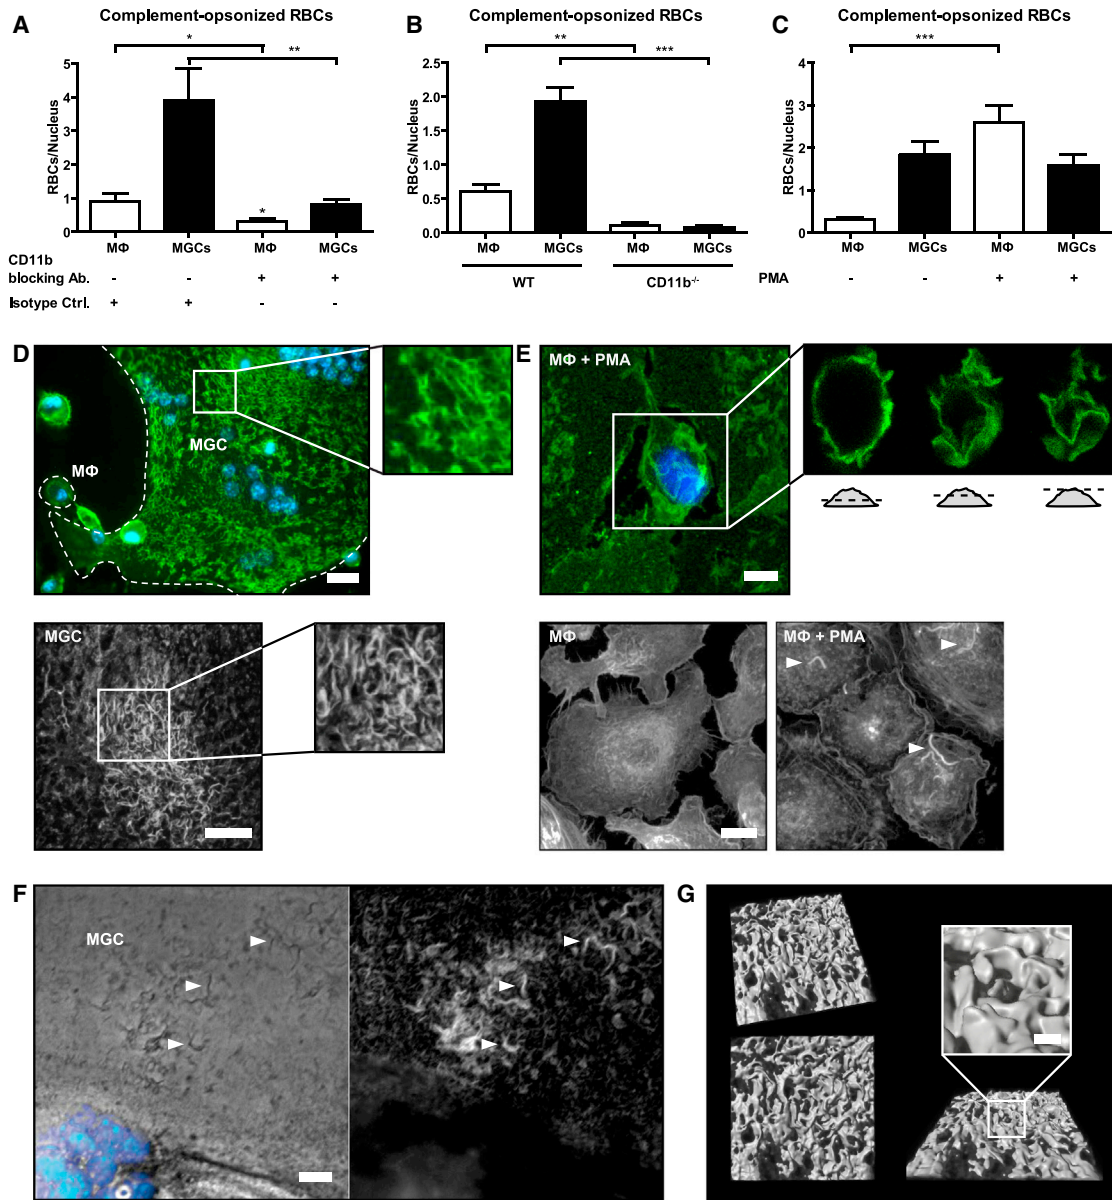 A
Complement-opsonized RBCs
*
**
RBCs/Nucleus
5
4
3
2
1
0
*
MΦ MGCs MΦ MGCs
CD11b
blocking Ab. - - + +
Isotype Ctrl. + + - -
B
Complement-opsonized RBCs
**
***
RBCs/Nucleus
2.0
1.5
1.0
0.5
0.0
MΦ MGCs MΦ MGCs
WT CD11b-/-
C
Complement-opsonized RBCs
***
RBCs/Nucleus
4
3
2
1
0
MΦ MGCs MΦ MGCs
PMA - - + +
D
MGC
MΦ
MGC
E
MΦ + PMA
MΦ
MΦ + PMA
F
MGC
G